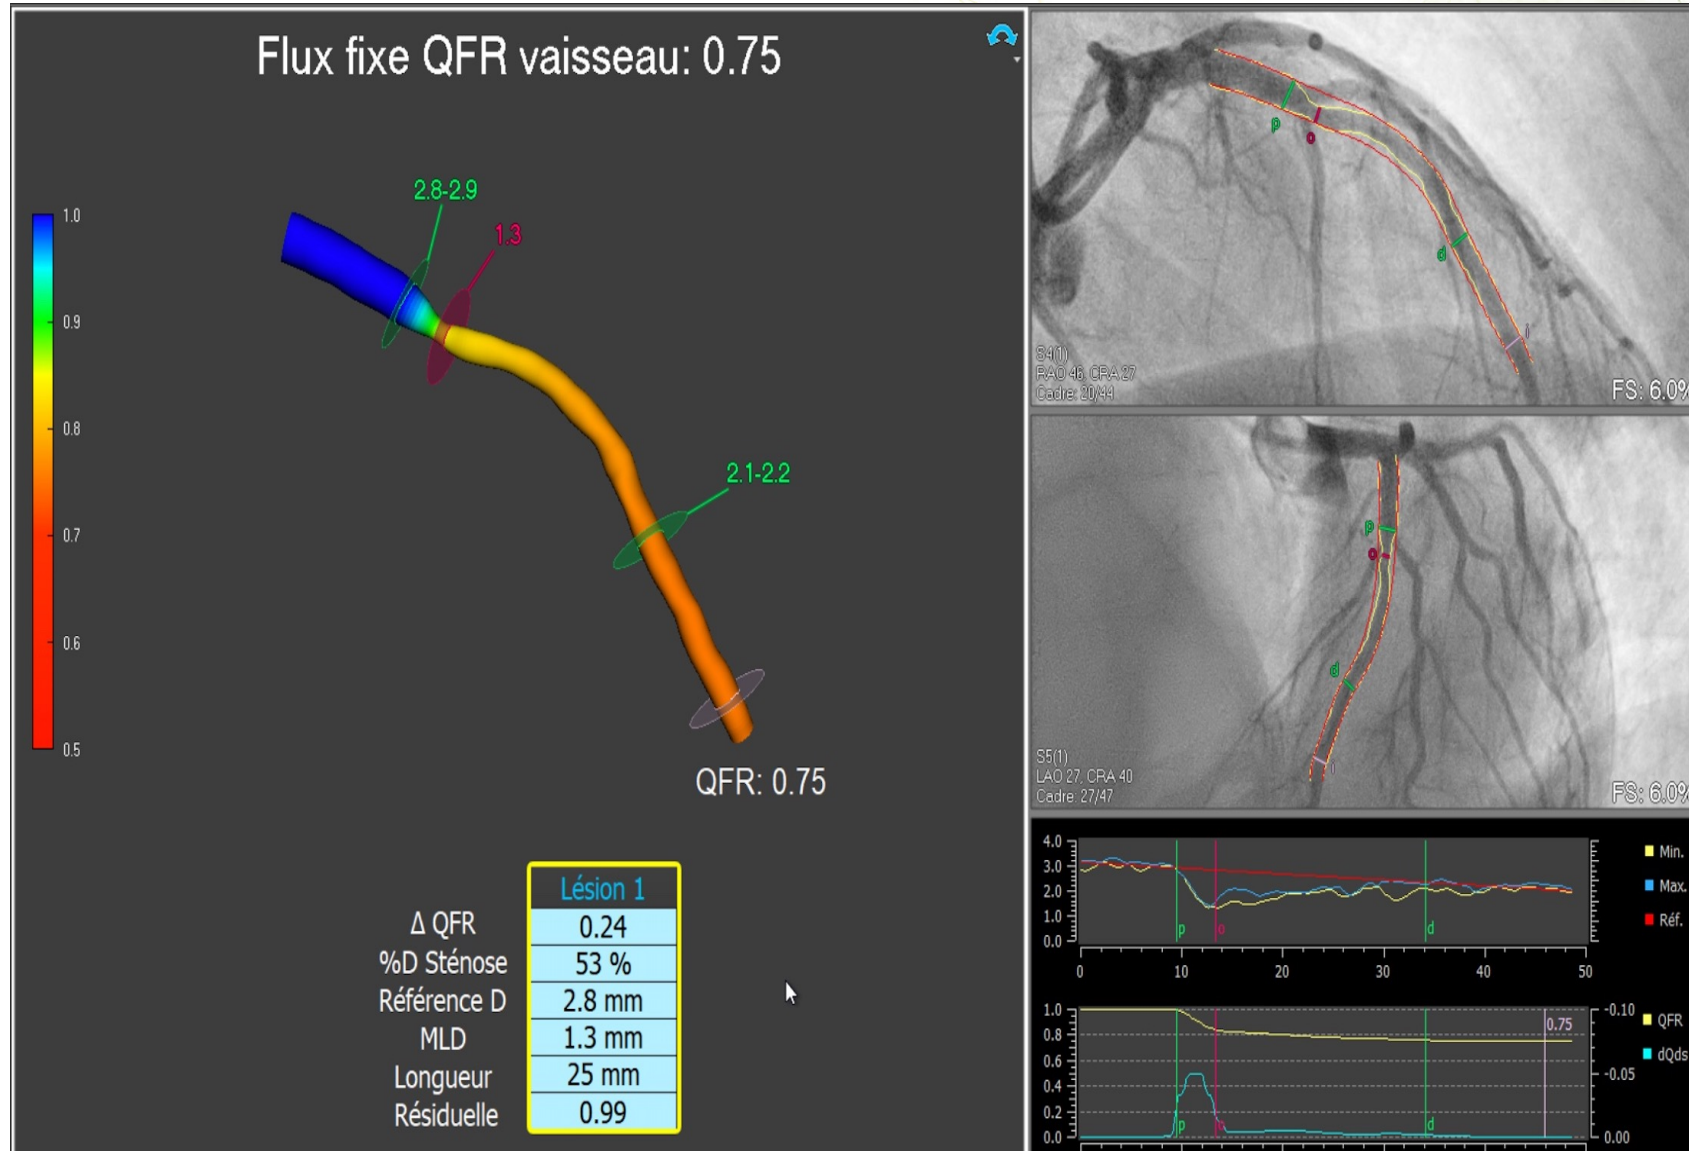 Flux fixe QFR vaisseau: 0.75
2.8-2.9
1.3
2.1-2.2
1.0
0.9
0.8
0.7
0.6
0.5
QFR: 0.75
Lésion 1
Δ QFR 0.24
%D Sténose 53 %
Référence D 2.8 mm
MLD 1.3 mm
Longueur 25 mm
Résiduelle 0.99
p
o
d
i
S4(1)
RAO 46, CRA 27
Cadre: 20/44
FS: 6.0%
p
o
d
i
S5(1)
LAO 27, CRA 40
Cadre: 27/47
FS: 6.0%
4.0
3.0
2.0
1.0
0.0
p
o
d
0 10 20 30 40 50
Min.
Max.
Réf.
1.0
0.8
0.6
0.4
0.2
0.0
p
d
0.75
-0.10
-0.05
0.00
QFR
dQds